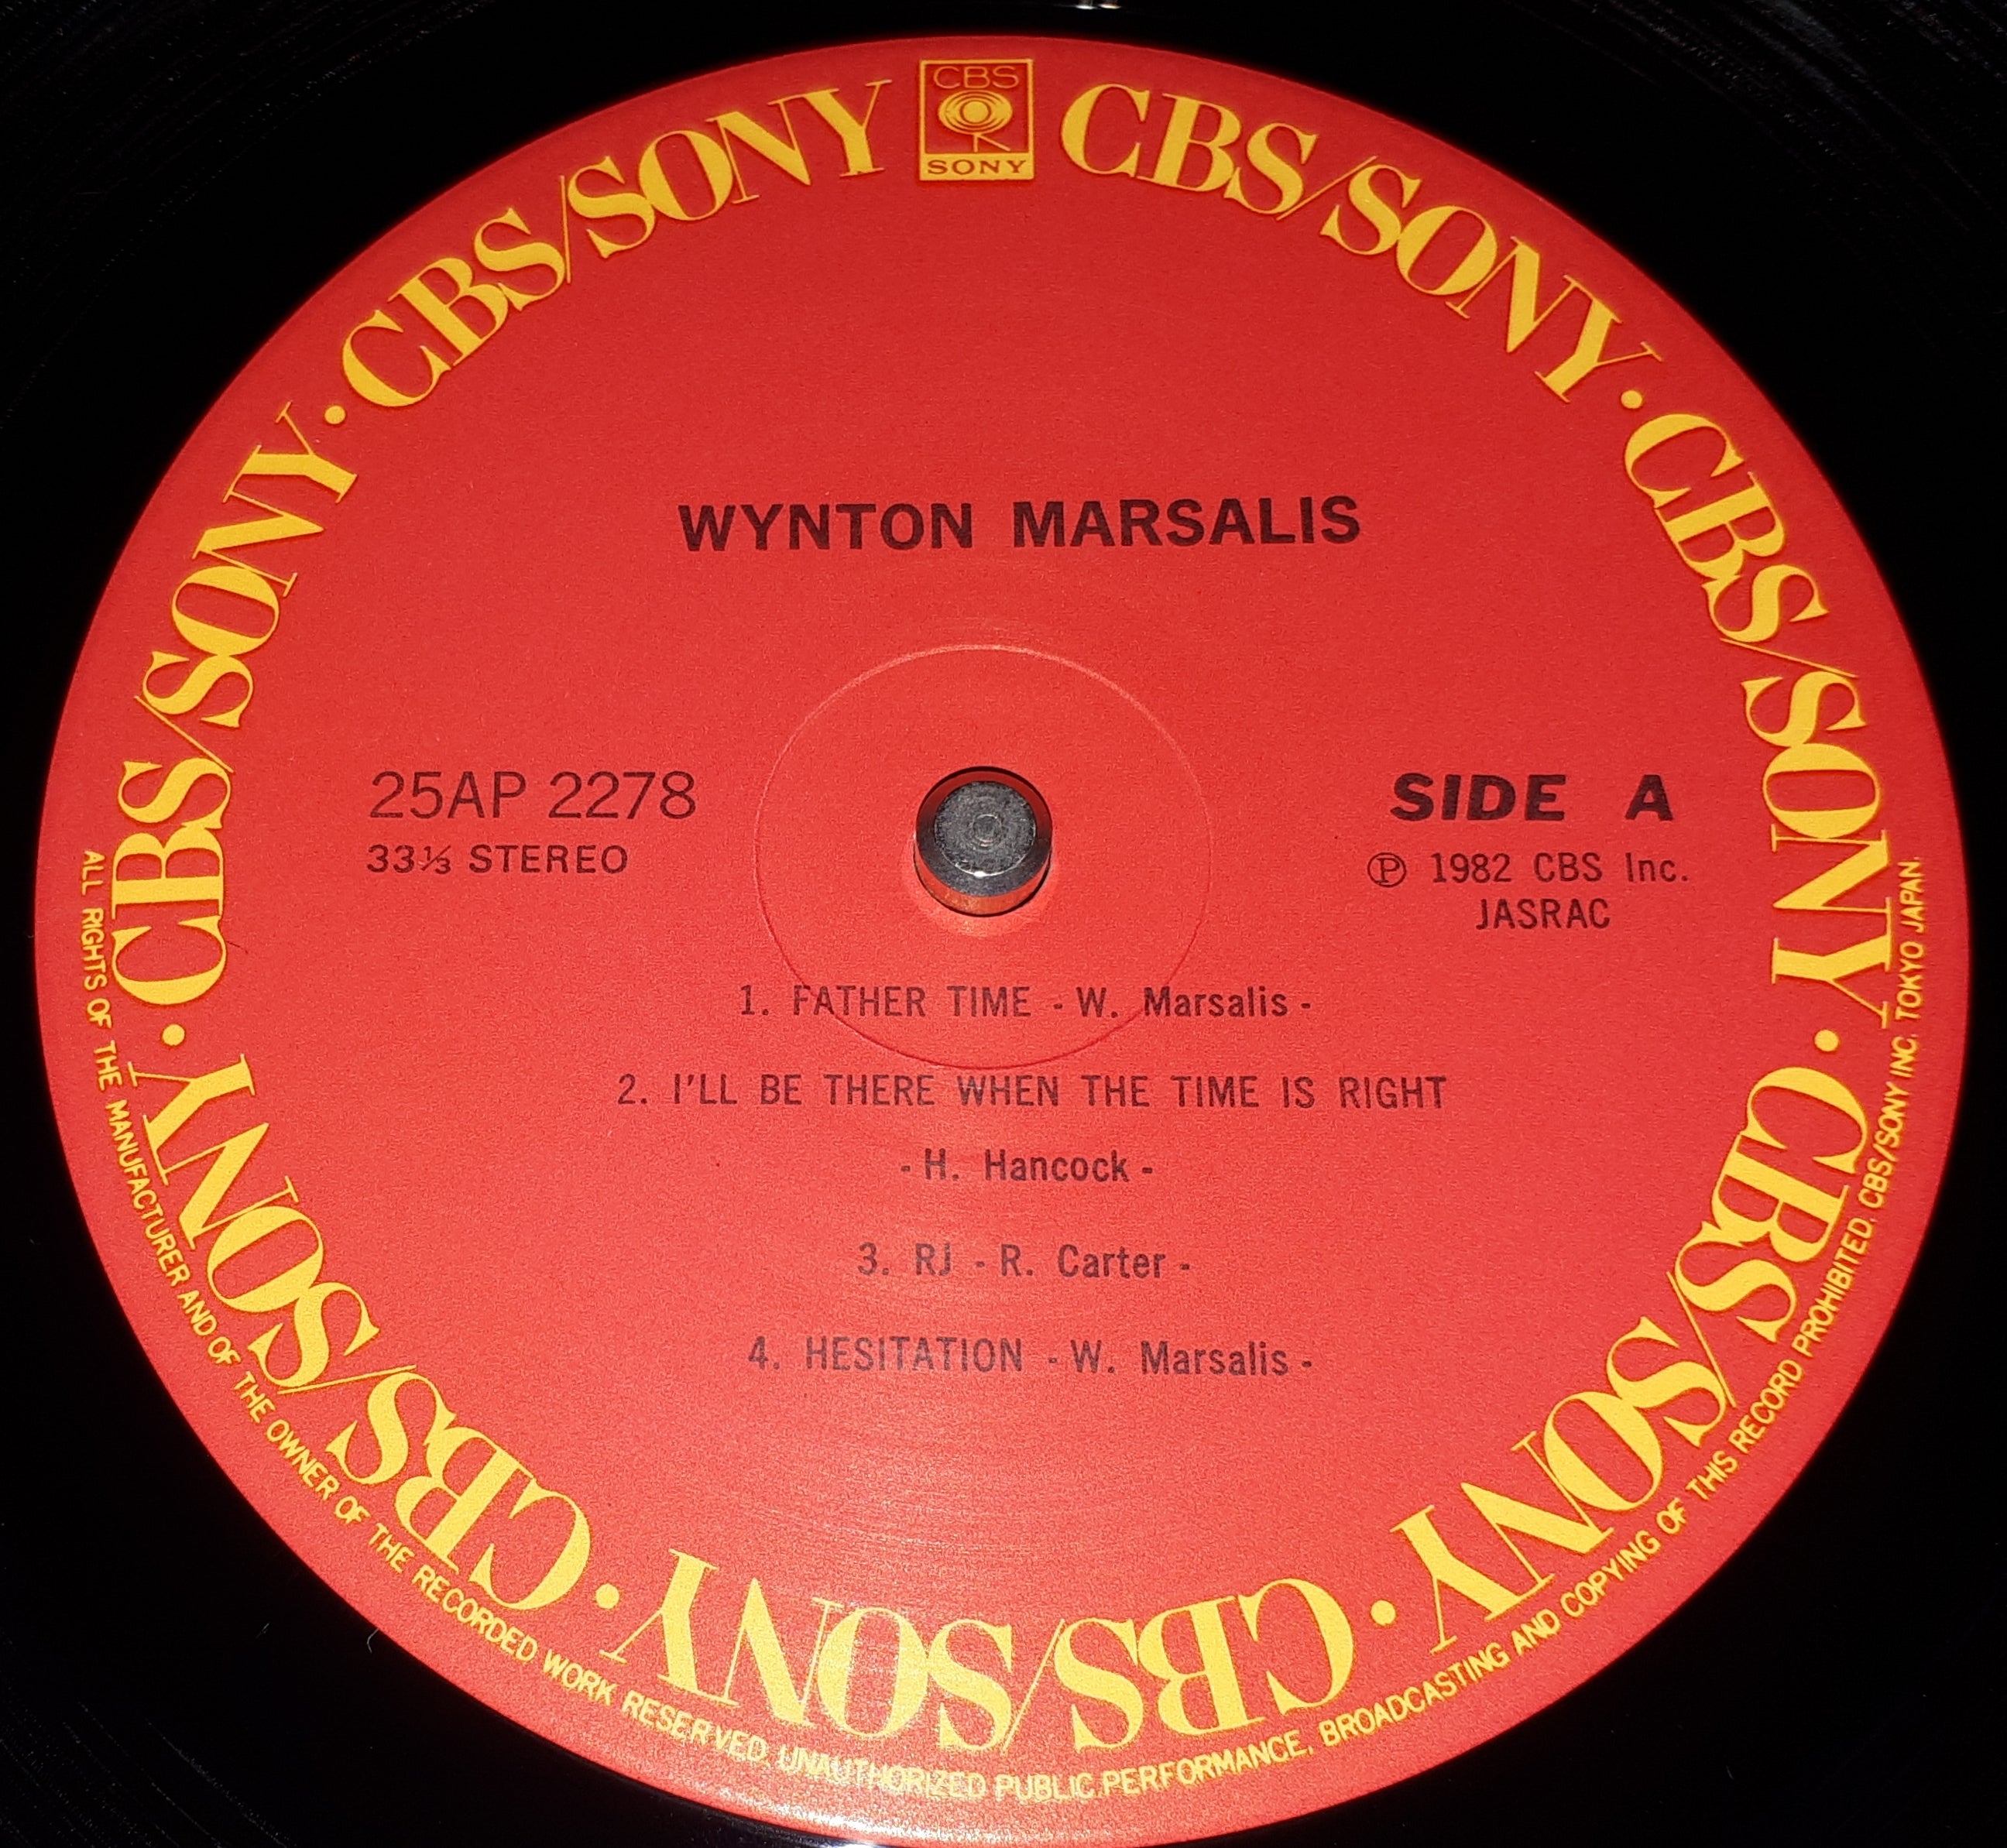 CBS
SONY
CBS/SONY · CBS/SONY · CBS/SONY · CBS/SONY · CBS/SONY · CBS/SONY · CBS/SONY
WYNTON MARSALIS
25AP 2278
33⅓ STEREO
SIDE A
Ⓟ 1982 CBS Inc.
JASRAC
1. FATHER TIME - W. Marsalis -
2. I'LL BE THERE WHEN THE TIME IS RIGHT
- H. Hancock -
3. RJ - R. Carter -
4. HESITATION - W. Marsalis -
ALL RIGHTS OF THE MANUFACTURER AND OF THE OWNER OF THE RECORDED WORK RESERVED. UNAUTHORIZED PUBLIC PERFORMANCE, BROADCASTING AND COPYING OF THIS RECORD PROHIBITED. CBS/SONY INC. TOKYO JAPAN.